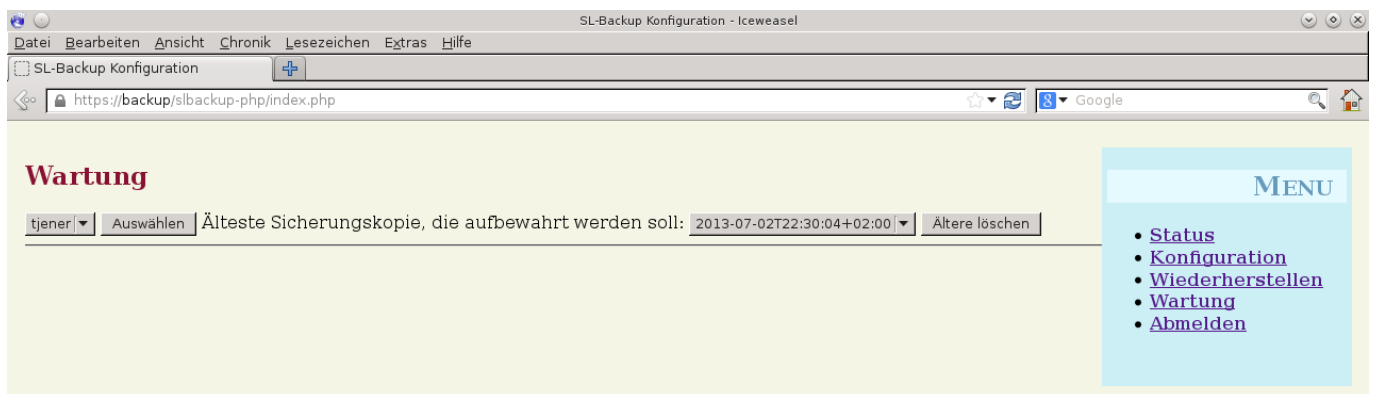 SL-Backup Konfiguration - Iceweasel
Datei Bearbeiten Ansicht Chronik Lesezeichen Extras Hilfe
SL-Backup Konfiguration
https://backup/slbackup-php/index.php
8 Google
Wartung
tjener Auswählen Älteste Sicherungskopie, die aufbewahrt werden soll: 2013-07-02T22:30:04+02:00 Ältere löschen
MENU
Status
Konfiguration
Wiederherstellen
Wartung
Abmelden